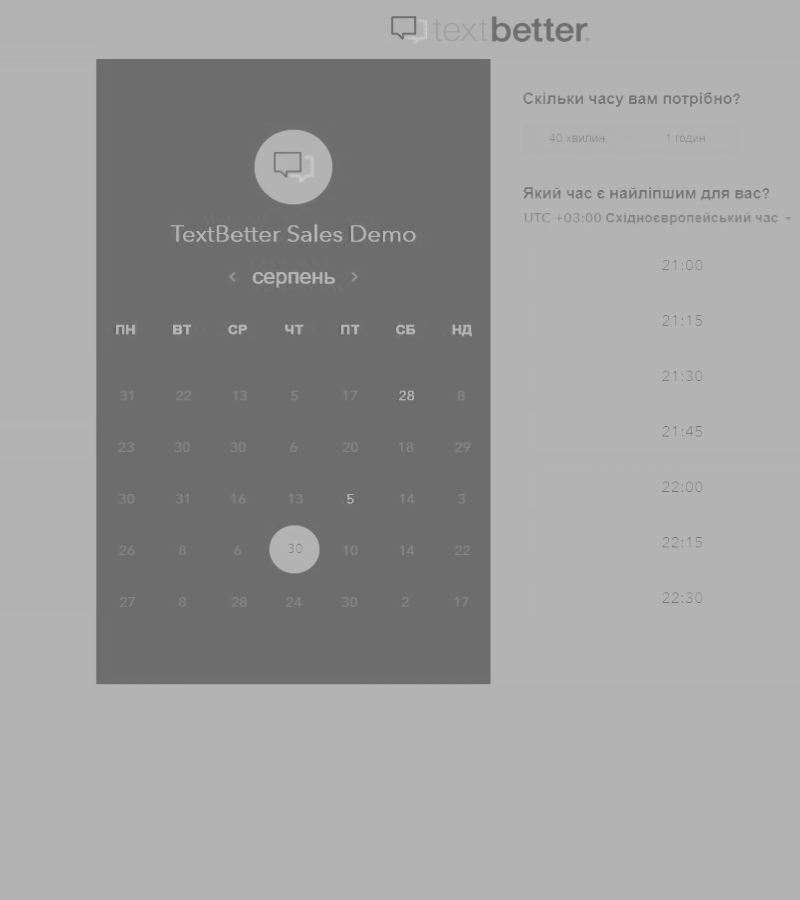 textbetter.
TextBetter Sales Demo
серпень
ПН ВТ СР ЧТ ПТ СБ НД
31 22 13 5 17 28 8
23 30 30 6 20 18 29
30 31 16 13 5 14 3
26 8 6 30 10 14 22
27 8 28 24 30 2 17
Скільки часу вам потрібно?
40 хвилин 1 годин
Який час є найліпшим для вас?
UTC +03:00 Східноєвропейський час
21:00
21:15
21:30
21:45
22:00
22:15
22:30